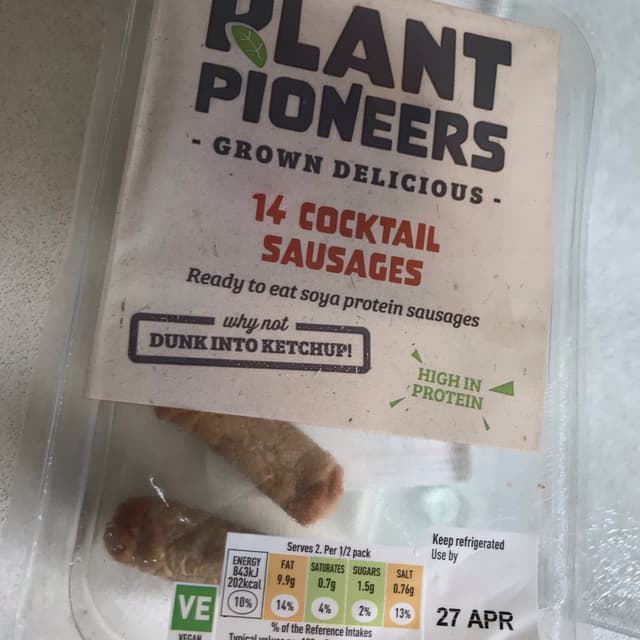 PLANT
PIONEERS
- GROWN DELICIOUS -
14 COCKTAIL
SAUSAGES
Ready to eat soya protein sausages
why not
DUNK INTO KETCHUP!
HIGH IN
PROTEIN
Serves 2. Per 1/2 pack
ENERGY
843kJ
202kcal
10%
FAT
9.9g
14%
SATURATES
0.7g
4%
SUGARS
1.5g
2%
SALT
0.76g
13%
% of the Reference Intakes
Keep refrigerated
Use by
27 APR
VE
VEGAN